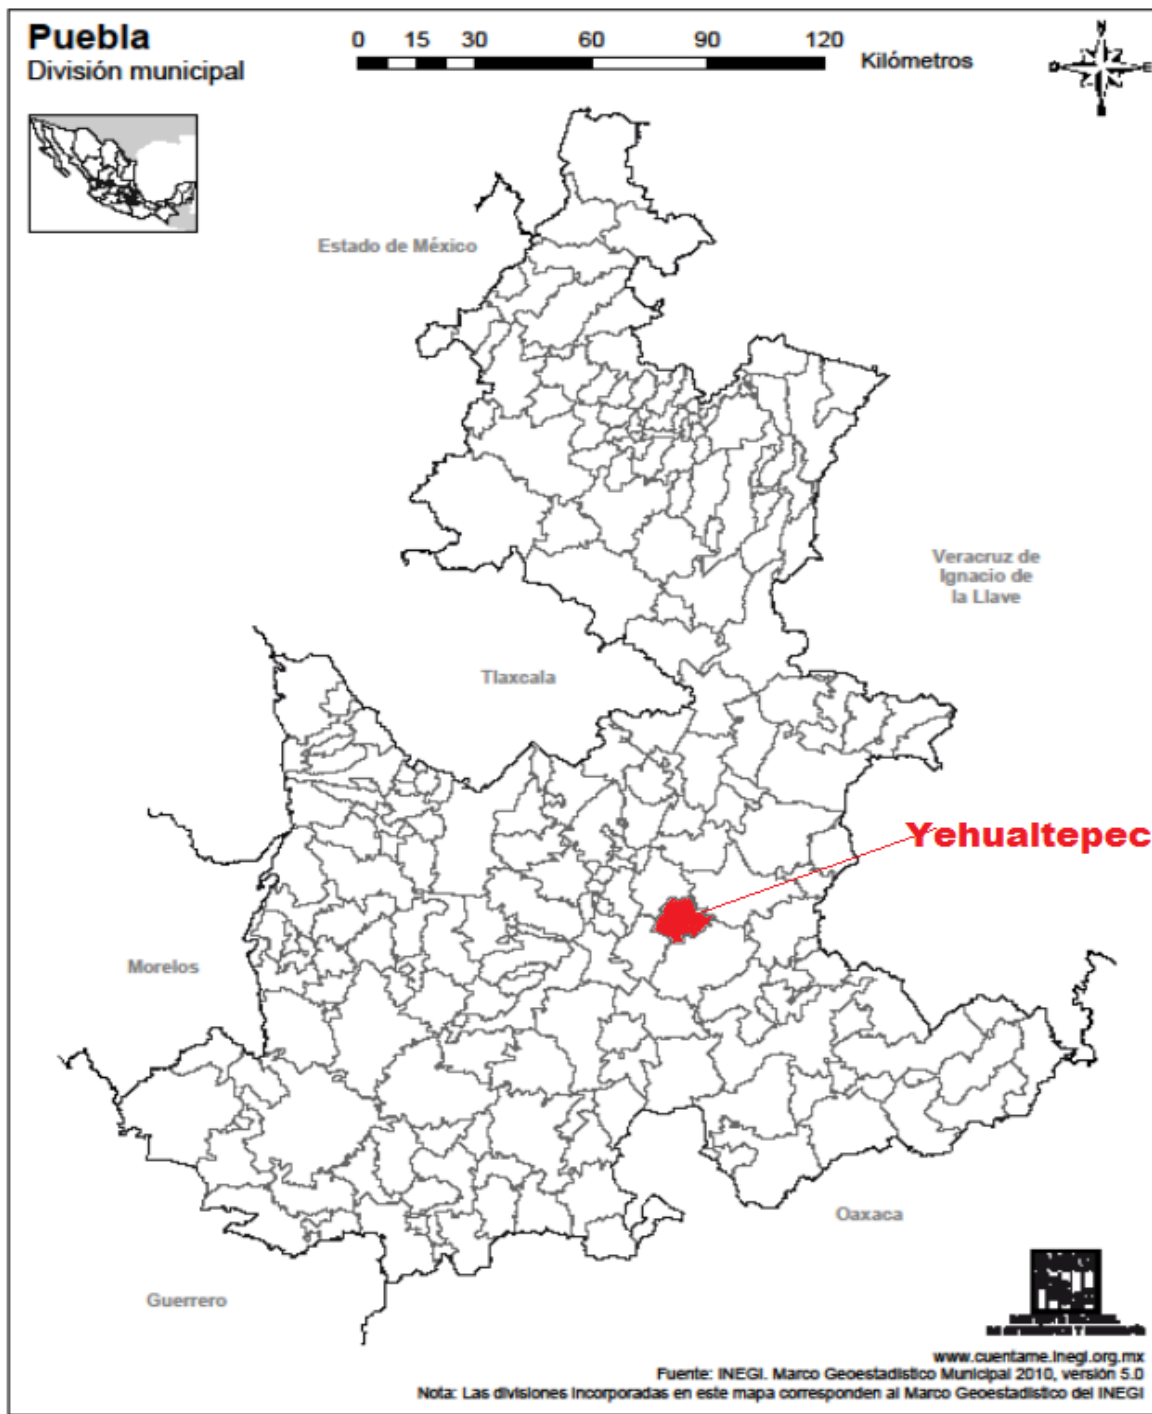 Puebla
División municipal
0 15 30 60 90 120 Kilómetros
N
E
Estado de México
Veracruz de
Ignacio de
la Llave
Tlaxcala
Yehualtepec
Morelos
Oaxaca
Guerrero
www.cuentame.inegi.org.mx
Fuente: INEGI. Marco Geoestadístico Municipal 2010, versión 5.0
Nota: Las divisiones incorporadas en este mapa corresponden al Marco Geoestadístico del INEGI